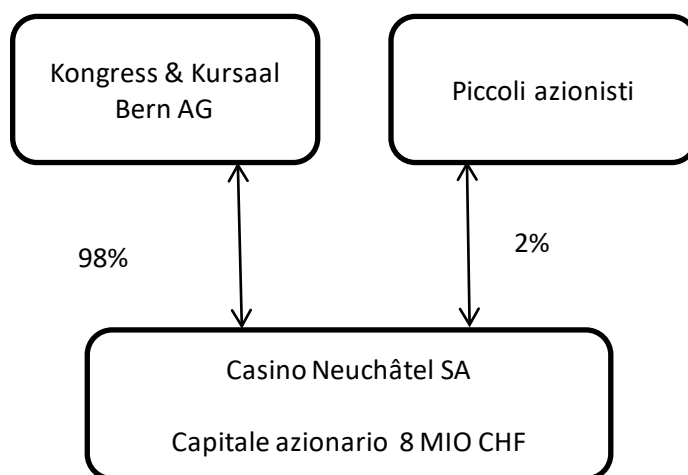 Kongress & Kursaal
Bern AG
Piccoli azionisti
98%
2%
Casino Neuchâtel SA
Capitale azionario 8 MIO CHF